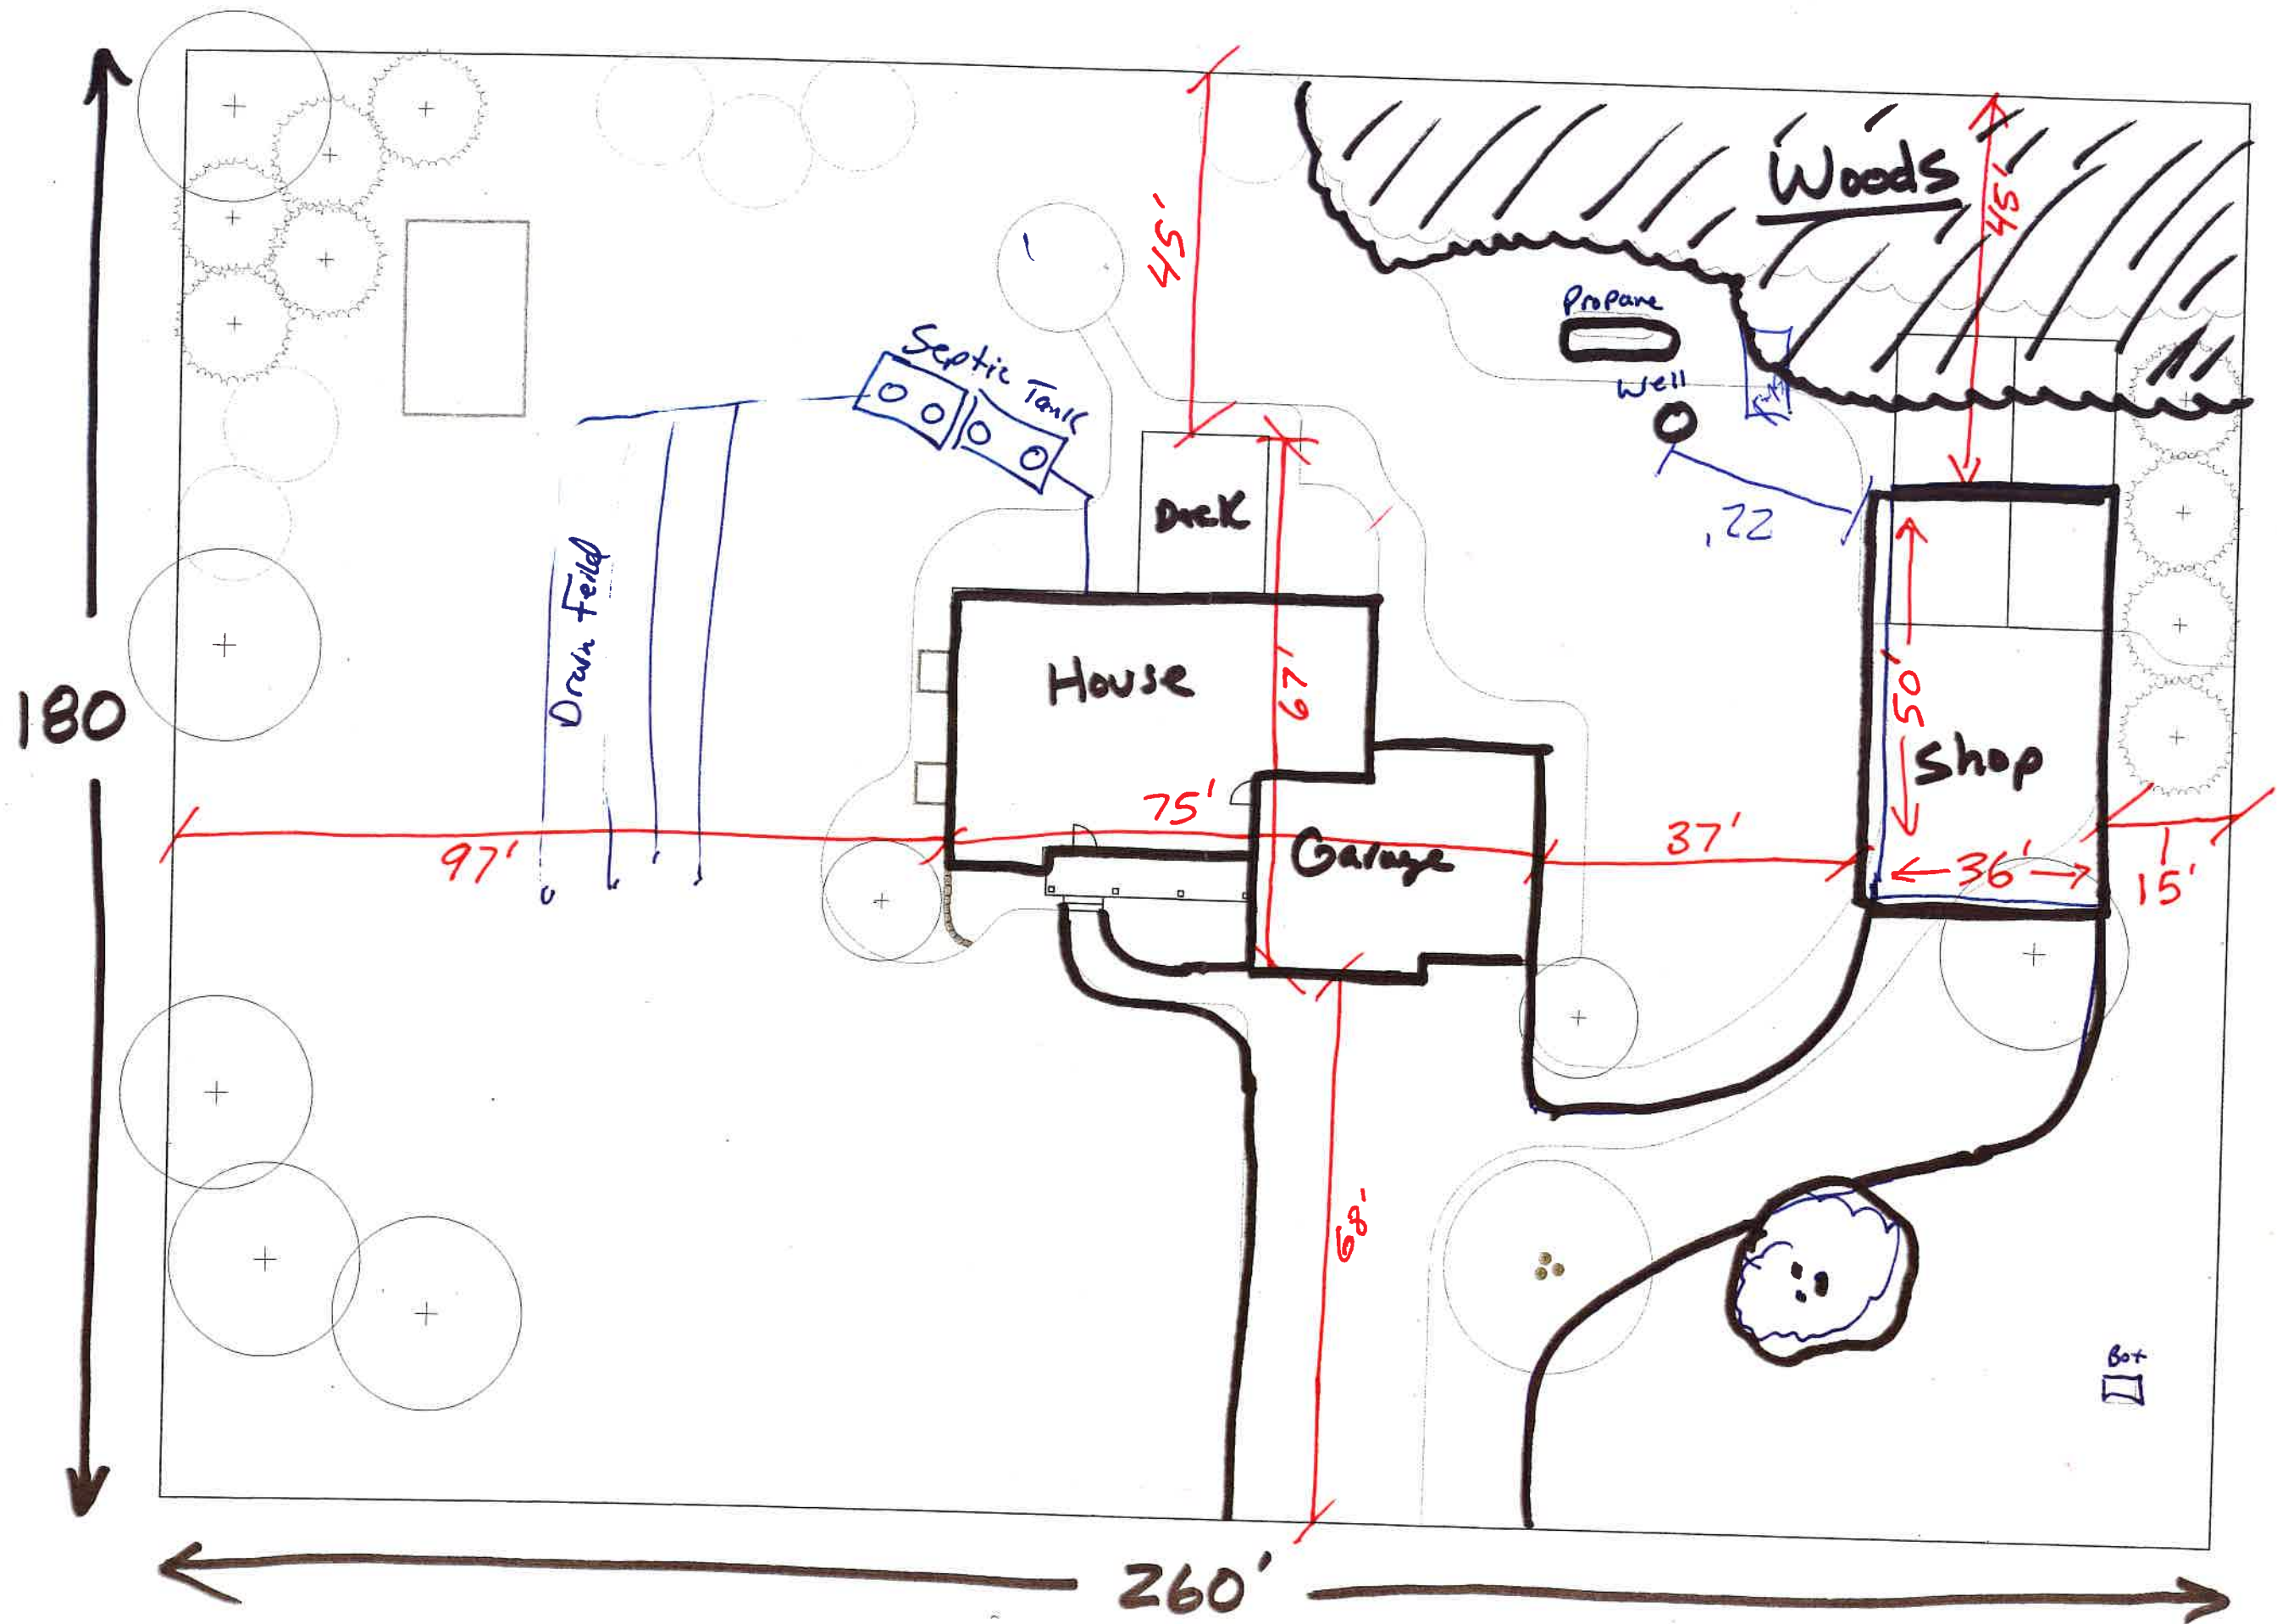 Woods
45'
45'
Propane
Well
Septic Tank
Deck
,22
Drain Feild
House
67'
50'
Shop
180
75'
Garage
37'
97'
36'
15'
68'
Box
260'